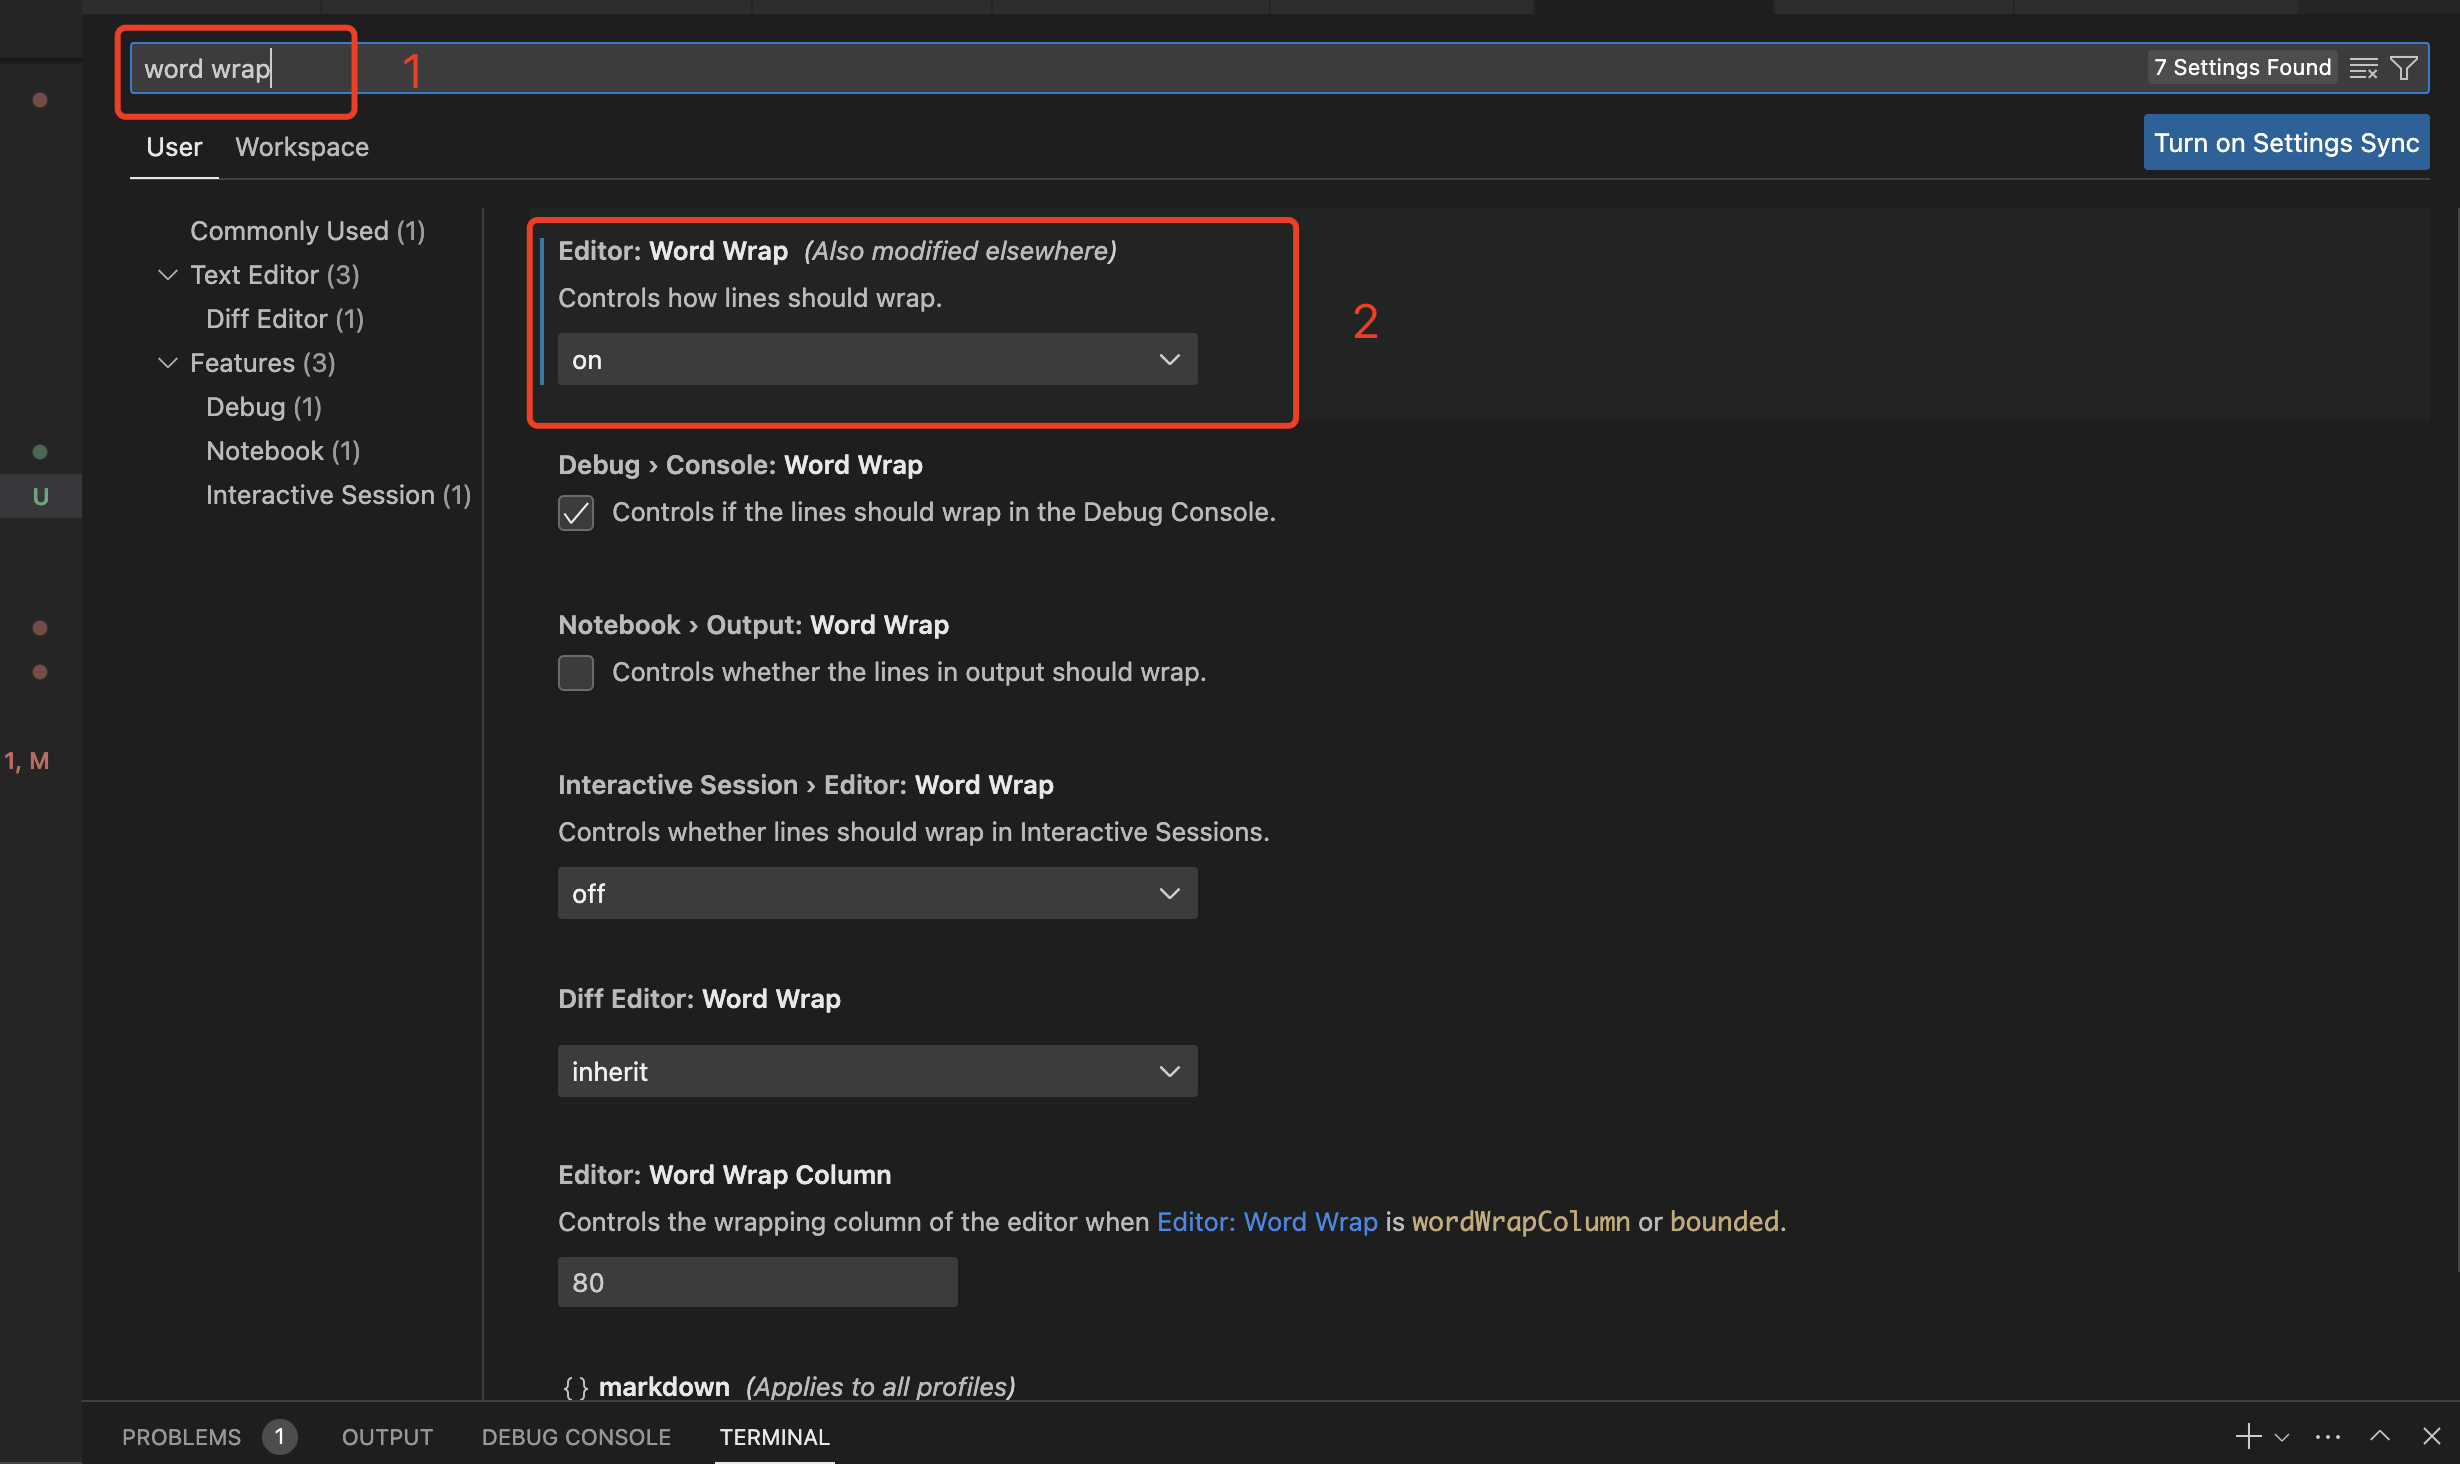 word wrap
1
7 Settings Found
User
Workspace
Turn on Settings Sync
Commonly Used (1)
Text Editor (3)
Diff Editor (1)
Features (3)
Debug (1)
Notebook (1)
Interactive Session (1)
U
1, M
Editor: Word Wrap (Also modified elsewhere)
Controls how lines should wrap.
on
2
Debug › Console: Word Wrap
Controls if the lines should wrap in the Debug Console.
Notebook › Output: Word Wrap
Controls whether the lines in output should wrap.
Interactive Session › Editor: Word Wrap
Controls whether lines should wrap in Interactive Sessions.
off
Diff Editor: Word Wrap
inherit
Editor: Word Wrap Column
Controls the wrapping column of the editor when Editor: Word Wrap is wordWrapColumn or bounded.
80
{} markdown (Applies to all profiles)
PROBLEMS 1 OUTPUT DEBUG CONSOLE TERMINAL